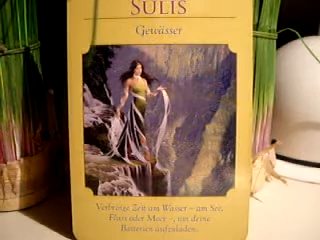 SULIS
Gewässer
Verbringe Zeit am Wasser – am See,
Fluss oder Meer –, um deine
Batterien aufzuladen.